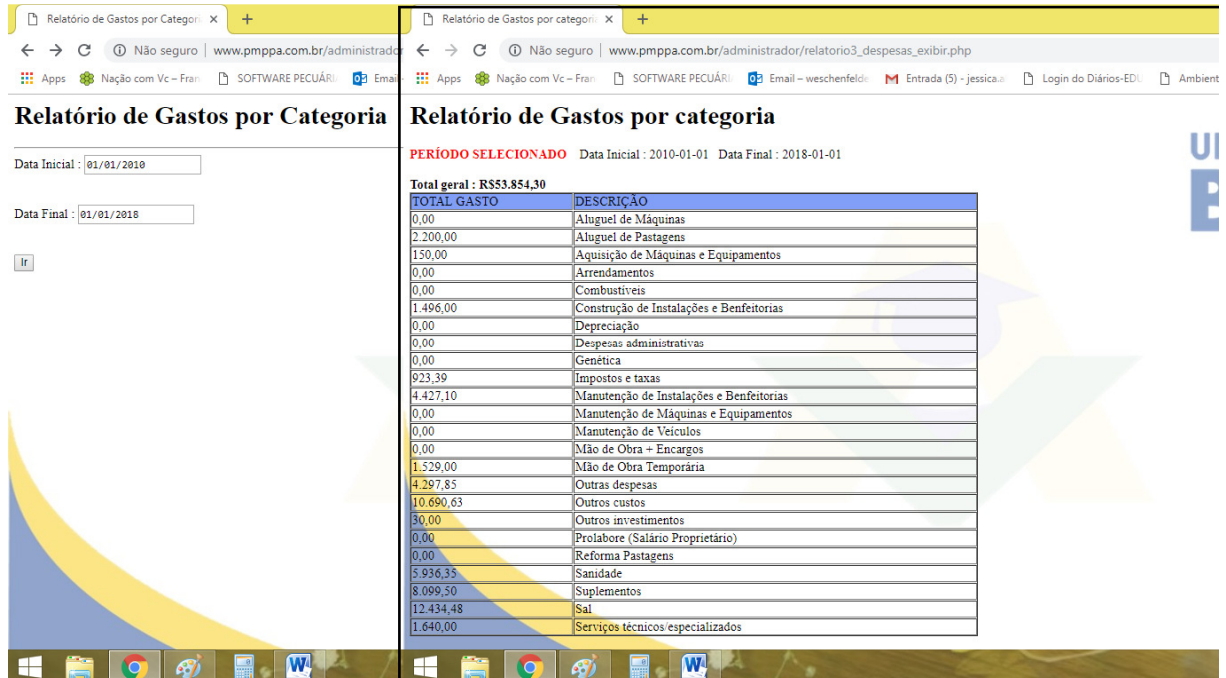 Relatório de Gastos por Categori
Não seguro | www.pmppa.com.br/administrado
Apps Nação com Vc – Fran SOFTWARE PECUÁRI Email
Relatório de Gastos por Categoria
Data Inicial : 01/01/2010
Data Final : 01/01/2018
Ir
Relatório de Gastos por categori
Não seguro | www.pmppa.com.br/administrador/relatorio3_despesas_exibir.php
Apps Nação com Vc – Fran SOFTWARE PECUÁRI Email – weschenfelde Entrada (5) - jessica.a Login do Diários-EDU Ambient
Relatório de Gastos por categoria
PERÍODO SELECIONADO Data Inicial : 2010-01-01 Data Final : 2018-01-01
Total geral : R$53.854,30
TOTAL GASTO DESCRIÇÃO
0,00 Aluguel de Máquinas
2.200,00 Aluguel de Pastagens
150,00 Aquisição de Máquinas e Equipamentos
0,00 Arrendamentos
0,00 Combustíveis
1.496,00 Construção de Instalações e Benfeitorias
0,00 Depreciação
0,00 Despesas administrativas
0,00 Genética
923,39 Impostos e taxas
4.427,10 Manutenção de Instalações e Benfeitorias
0,00 Manutenção de Máquinas e Equipamentos
0,00 Manutenção de Veículos
0,00 Mão de Obra + Encargos
1.529,00 Mão de Obra Temporária
4.297,85 Outras despesas
10.690,63 Outros custos
30,00 Outros investimentos
0,00 Prolabore (Salário Proprietário)
0,00 Reforma Pastagens
5.936,35 Sanidade
8.099,50 Suplementos
12.434,48 Sal
1.640,00 Serviços técnicos/especializados